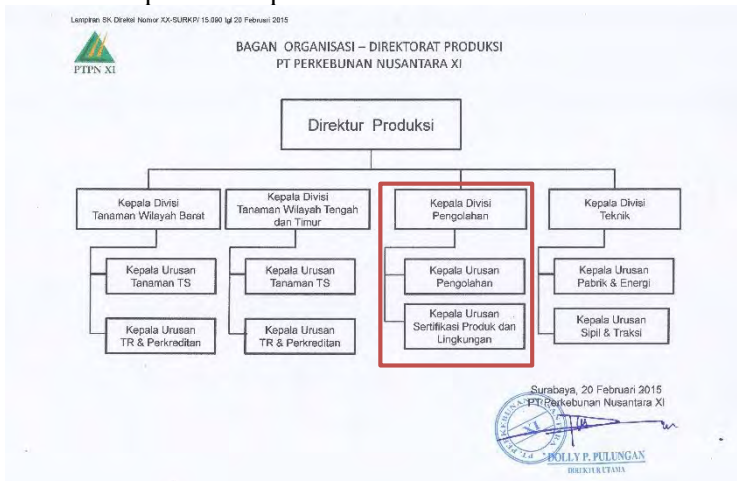 Lampiran SK Direksi Nomor XX-SURKP/ 15.090 tgl 20 Februari 2015
PTPN XI
BAGAN ORGANISASI – DIREKTORAT PRODUKSI
PT PERKEBUNAN NUSANTARA XI
Direktur Produksi
Kepala Divisi
Tanaman Wilayah Barat
Kepala Urusan
Tanaman TS
Kepala Urusan
TR & Perkreditan
Kepala Divisi
Tanaman Wilayah Tengah
dan Timur
Kepala Urusan
Tanaman TS
Kepala Urusan
TR & Perkreditan
Kepala Divisi
Pengolahan
Kepala Urusan
Pengolahan
Kepala Urusan
Sertifikasi Produk dan
Lingkungan
Kepala Divisi
Teknik
Kepala Urusan
Pabrik & Energi
Kepala Urusan
Sipil & Traksi
Surabaya, 20 Februari 2015
PT Perkebunan Nusantara XI
XI
DOLLY P. PULUNGAN
DIREKTUR UTAMA